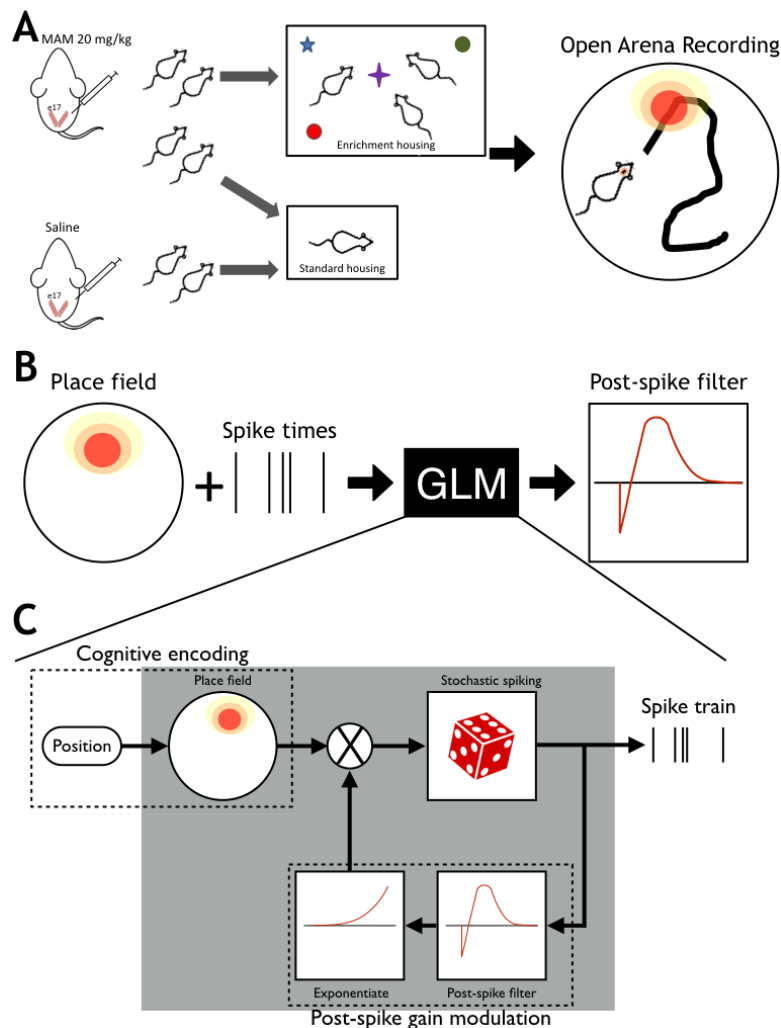 A
MAM 20 mg/kg
e17
Enrichment housing
Open Arena Recording
Saline
e17
Standard housing
B
Place field
Spike times
+
GLM
Post-spike filter
C
Cognitive encoding
Place field
Stochastic spiking
Position
Spike train
Exponentiate
Post-spike filter
Post-spike gain modulation